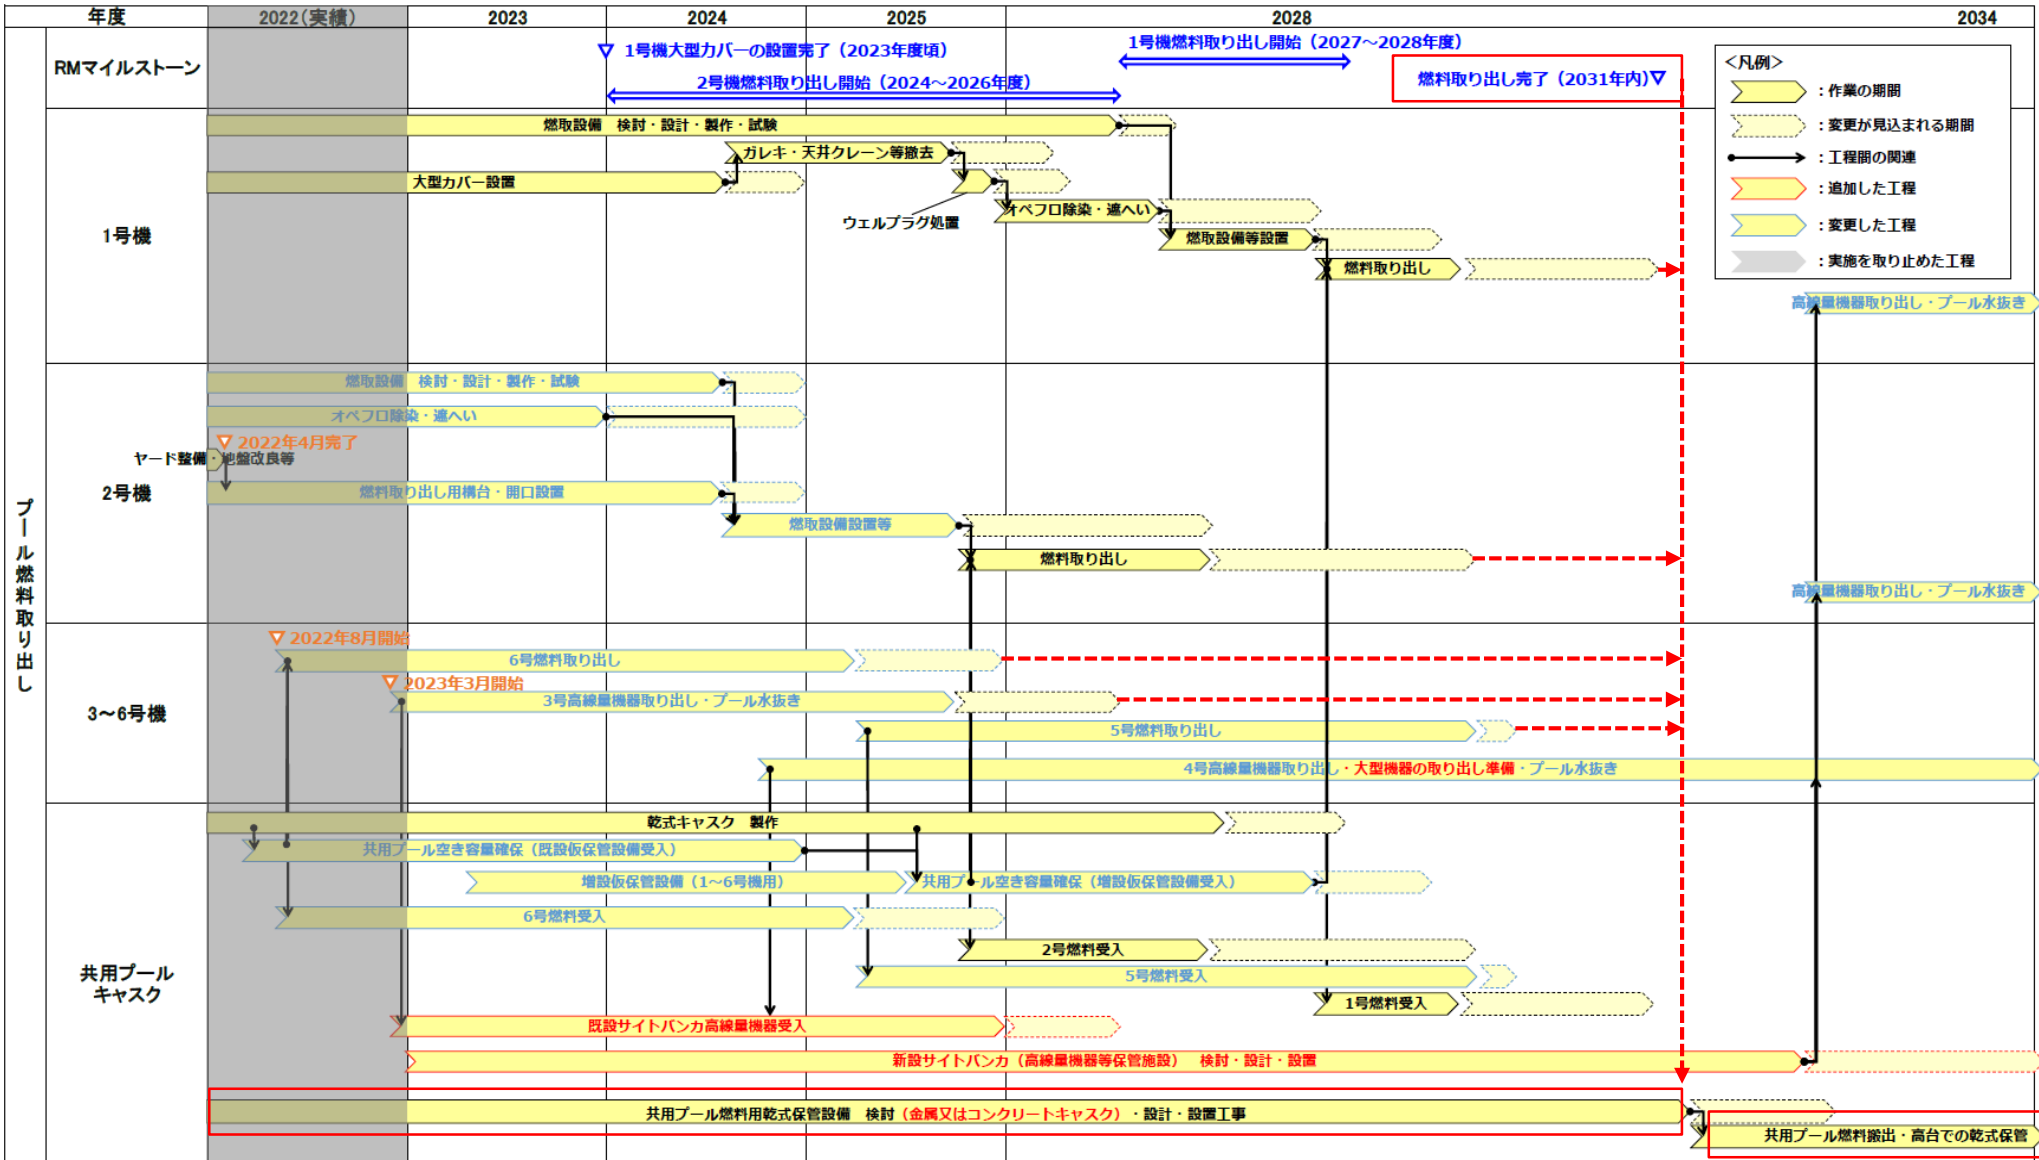 年度
2022(実績)
2023
2024
2025
2028
2034
プール燃料取り出し
RMマイルストーン
1号機大型カバーの設置完了（2023年度頃）
1号機燃料取り出し開始（2027～2028年度）
2号機燃料取り出し開始（2024～2026年度）
燃料取り出し完了（2031年内）
＜凡例＞
：作業の期間
：変更が見込まれる期間
：工程間の関連
：追加した工程
：変更した工程
：実施を取り止めた工程
1号機
燃取設備　検討・設計・製作・試験
ガレキ・天井クレーン等撤去
大型カバー設置
ウェルプラグ処置
オペフロ除染・遮へい
燃取設備等設置
燃料取り出し
高線量機器取り出し・プール水抜き
2号機
燃取設備　検討・設計・製作・試験
オペフロ除染・遮へい
2022年4月完了
ヤード整備・地盤改良等
燃料取り出し用構台・開口設置
燃取設備設置等
燃料取り出し
高線量機器取り出し・プール水抜き
3～6号機
2022年8月開始
6号燃料取り出し
2023年3月開始
3号高線量機器取り出し・プール水抜き
5号燃料取り出し
4号高線量機器取り出し・大型機器の取り出し準備・プール水抜き
共用プール
キャスク
乾式キャスク　製作
共用プール空き容量確保（既設仮保管設備受入）
増設仮保管設備（1～6号機用）
共用プール空き容量確保（増設仮保管設備受入）
6号燃料受入
2号燃料受入
5号燃料受入
1号燃料受入
既設サイトバンカ高線量機器受入
新設サイトバンカ（高線量機器等保管施設）　検討・設計・設置
共用プール燃料用乾式保管設備　検討（金属又はコンクリートキャスク）・設計・設置工事
共用プール燃料搬出・高台での乾式保管